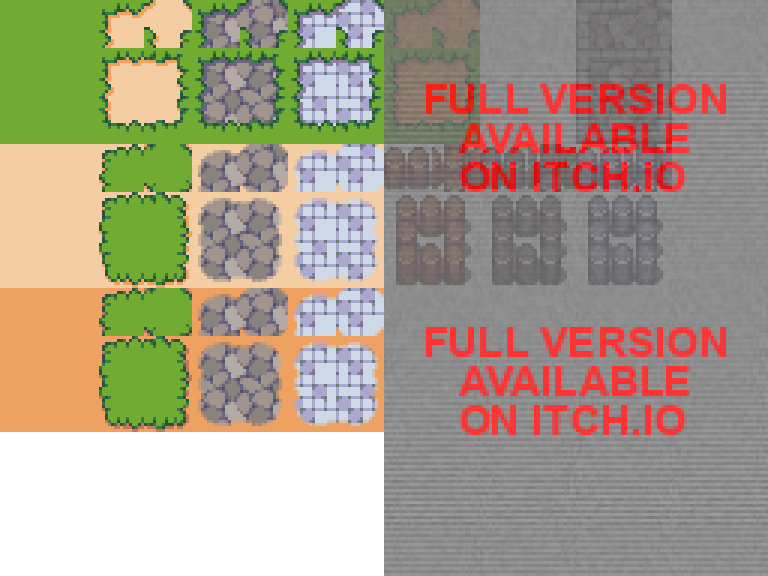 FULL VERSION
AVAILABLE
ON ITCH.IO
FULL VERSION
AVAILABLE
ON ITCH.IO